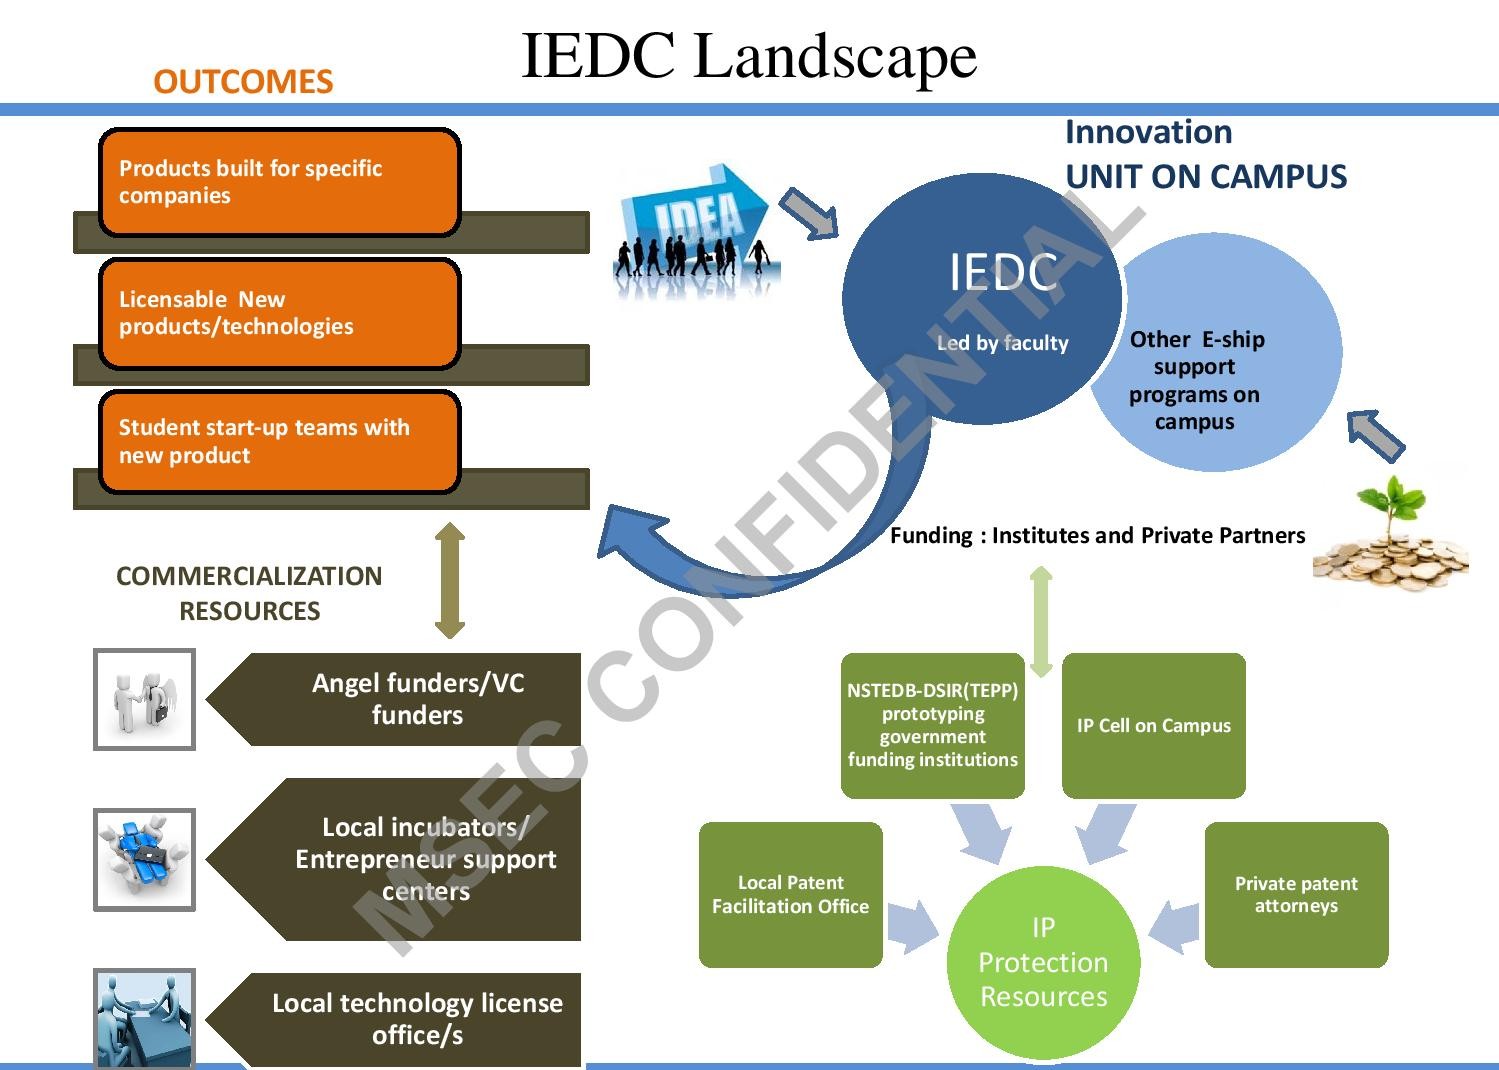 IEDC Landscape
OUTCOMES
Products built for specific
companies
Licensable  New
products/technologies
Student start-up teams with
new product
COMMERCIALIZATION
RESOURCES
Angel funders/VC
funders
Local incubators/
Entrepreneur support
centers
Local technology license
office/s
IDEA
Innovation
UNIT ON CAMPUS
IEDC
Led by faculty
Other  E-ship
support
programs on
campus
Funding : Institutes and Private Partners
NSTEDB-DSIR(TEPP)
prototyping
government
funding institutions
IP Cell on Campus
Local Patent
Facilitation Office
Private patent
attorneys
IP
Protection
Resources
MSEC CONFIDENTIAL